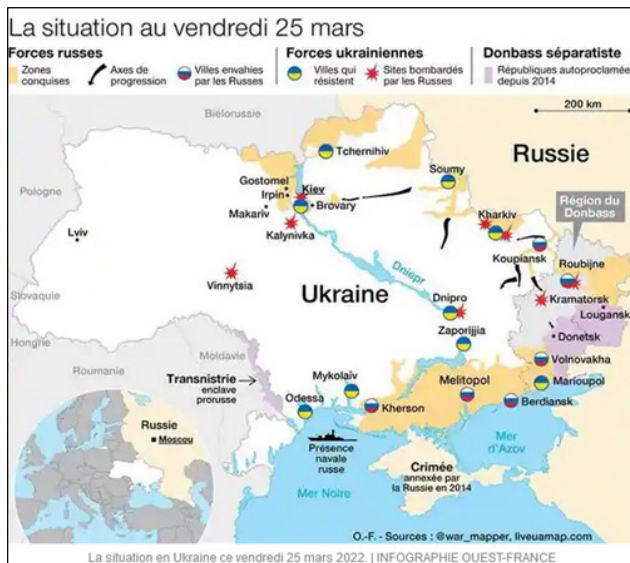 La situation au vendredi 25 mars
Forces russes
Zones
conquises
Axes de
progression
Villes envahies
par les Russes
Forces ukrainiennes
Villes qui
résistent
Sites bombardés
par les Russes
Donbass séparatiste
Républiques autoproclamée
depuis 2014
200 km
Biélorussie
Russie
Tchernihiv
Pologne
Gostomel
Irpin
Kiev
Brovary
Makariv
Kalynivka
Soumy
Kharkiv
Région du
Donbass
Lviv
Koupiansk
Roubijne
Vinnytsia
Dniepr
Kramatorsk
Slovaquie
Ukraine
Dnipro
Lougansk
Hongrie
Zaporijjia
Donetsk
Moldavie
Volnovakha
Roumanie
Transnistrie
enclave
prorusse
Mykolaïv
Melitopol
Marioupol
Odessa
Kherson
Berdiansk
Russie
Moscou
Présence
navale
russe
Mer
d'Azov
Crimée
annexée par
la Russie en 2014
Mer Noire
O.-F. - Sources : @war_mapper, liveuamap.com
La situation en Ukraine ce vendredi 25 mars 2022. | INFOGRAPHIE OUEST-FRANCE